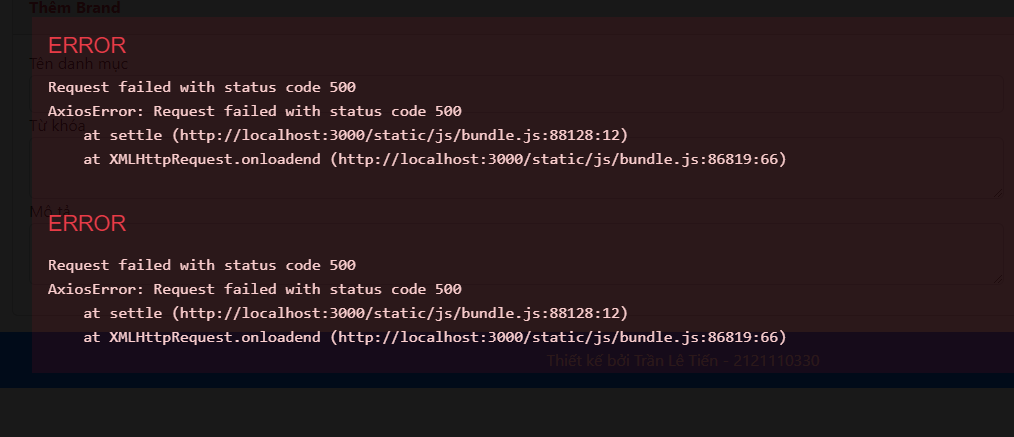 Thêm Brand
ERROR
Tên danh mục
Request failed with status code 500
AxiosError: Request failed with status code 500
Từ khóa
at settle (http://localhost:3000/static/js/bundle.js:88128:12)
at XMLHttpRequest.onloadend (http://localhost:3000/static/js/bundle.js:86819:66)
Mô tả
ERROR
Request failed with status code 500
AxiosError: Request failed with status code 500
at settle (http://localhost:3000/static/js/bundle.js:88128:12)
at XMLHttpRequest.onloadend (http://localhost:3000/static/js/bundle.js:86819:66)
Thiết kế bởi Trần Lê Tiến - 2121110330